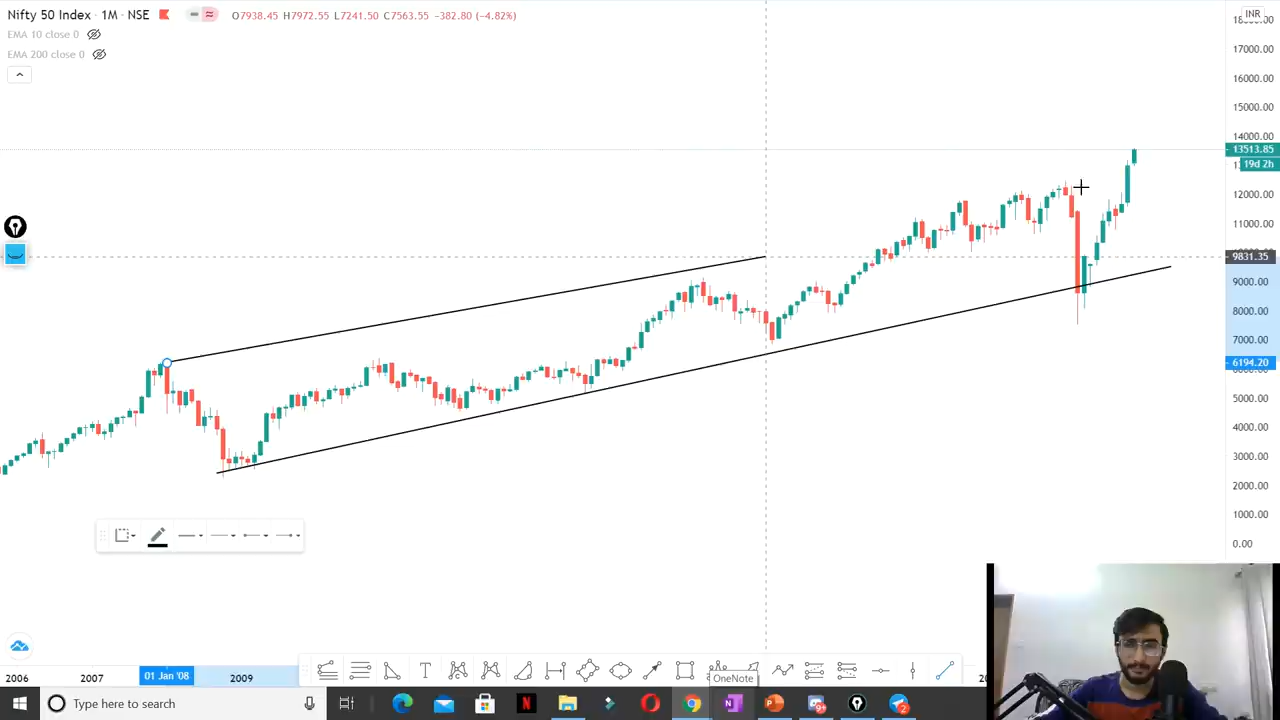 Nifty 50 Index · 1M · NSE
O7938.45 H7972.55 L7241.50 C7563.55 −382.80 (−4.82%)
INR
EMA 10 close 0
EMA 200 close 0
17000.00
16000.00
15000.00
14000.00
13513.85
19d 2h
12000.00
11000.00
9831.35
9000.00
8000.00
7000.00
6194.20
5000.00
4000.00
3000.00
2000.00
1000.00
0.00
2006
2007
01 Jan '08
2009
T
OneNote
Type here to search
N